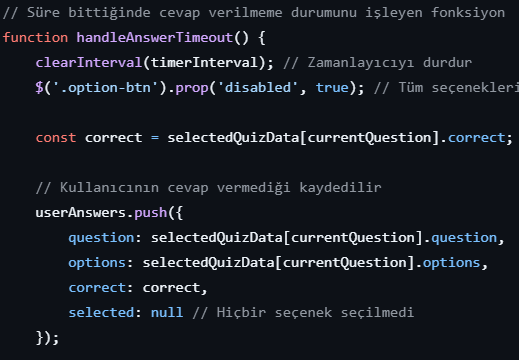 // Süre bittiğinde cevap verilmeme durumunu işleyen fonksiyon
function handleAnswerTimeout() {
clearInterval(timerInterval); // Zamanlayıcıyı durdur
$('.option-btn').prop('disabled', true); // Tüm seçenekleri
const correct = selectedQuizData[currentQuestion].correct;
// Kullanıcının cevap vermediği kaydedilir
userAnswers.push({
question: selectedQuizData[currentQuestion].question,
options: selectedQuizData[currentQuestion].options,
correct: correct,
selected: null // Hiçbir seçenek seçilmedi
});